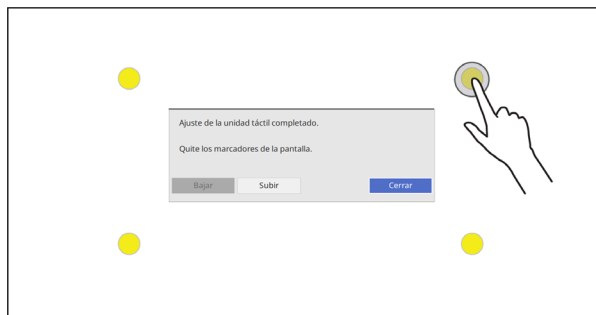 Ajuste de la unidad táctil completado.
Quite los marcadores de la pantalla.
Bajar Subir Cerrar